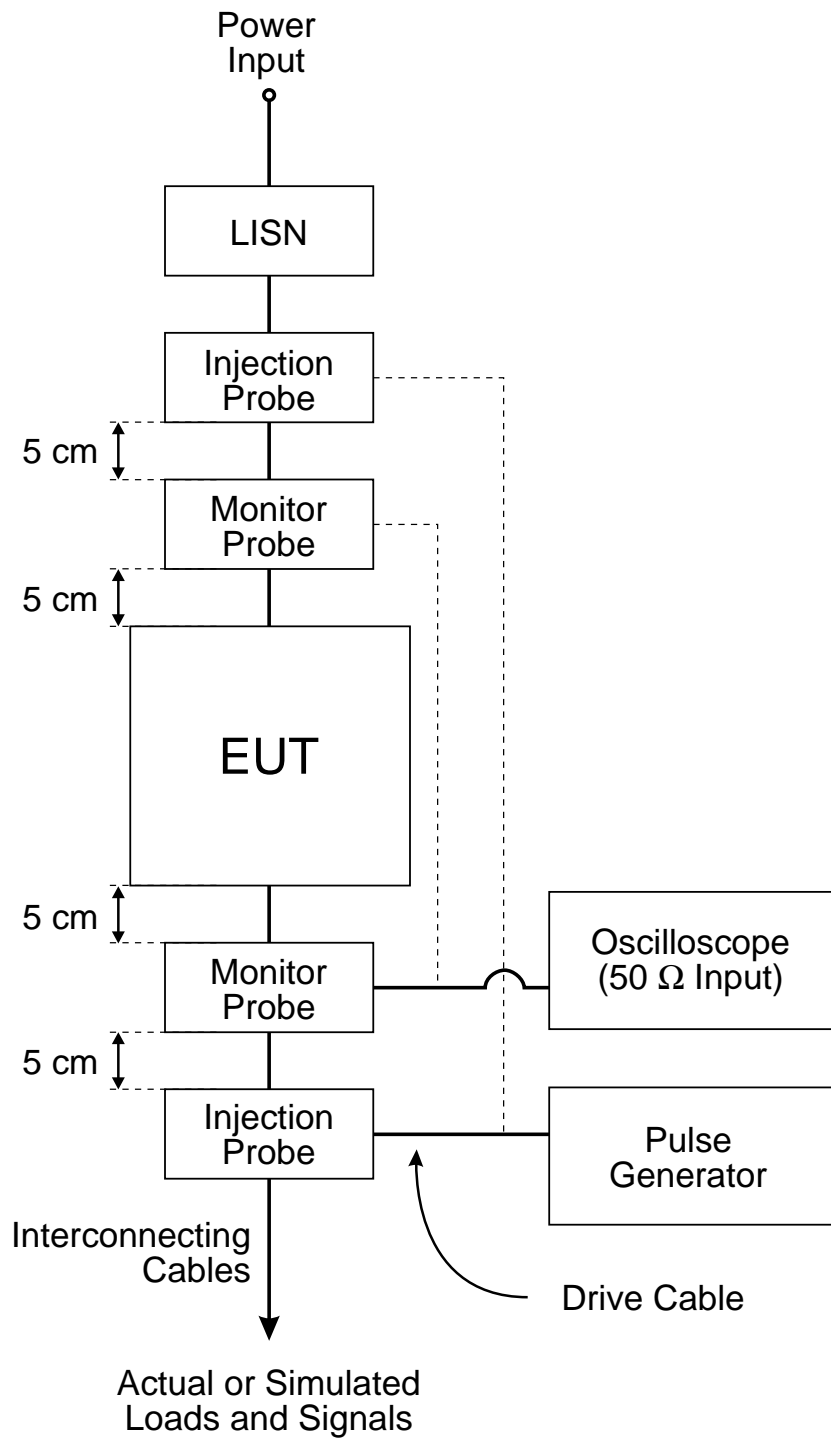 Power
Input
LISN
Injection
Probe
5 cm
Monitor
Probe
5 cm
EUT
5 cm
Monitor
Probe
Oscilloscope
(50 Ω Input)
5 cm
Injection
Probe
Pulse
Generator
Interconnecting
Cables
Drive Cable
Actual or Simulated
Loads and Signals